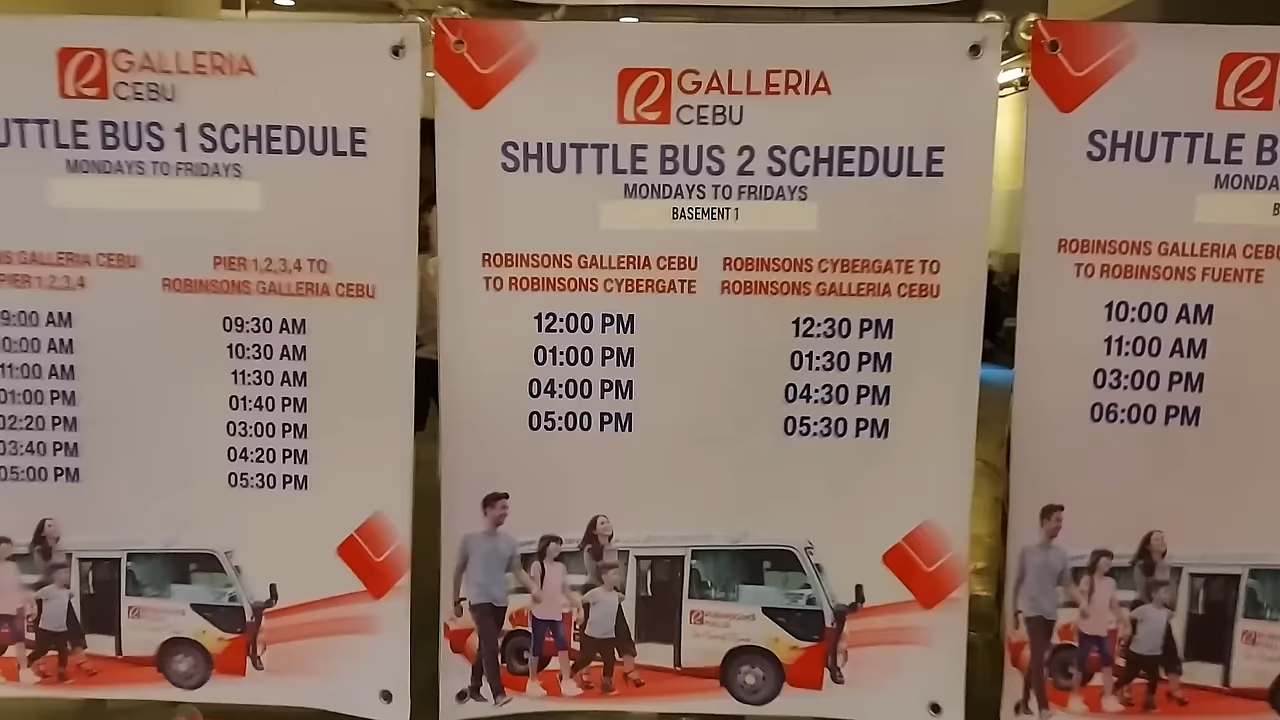 GALLERIA
CEBU
UTTLE BUS 1 SCHEDULE
MONDAYS TO FRIDAYS
S GALLERIA CEBU
PIER 1,2,3,4
9:00 AM
0:00 AM
11:00 AM
01:00 PM
02:20 PM
03:40 PM
05:00 PM
PIER 1,2,3,4 TO
ROBINSONS GALLERIA CEBU
09:30 AM
10:30 AM
11:30 AM
01:40 PM
03:00 PM
04:20 PM
05:30 PM
GALLERIA
CEBU
SHUTTLE BUS 2 SCHEDULE
MONDAYS TO FRIDAYS
BASEMENT 1
ROBINSONS GALLERIA CEBU
TO ROBINSONS CYBERGATE
12:00 PM
01:00 PM
04:00 PM
05:00 PM
ROBINSONS CYBERGATE TO
ROBINSONS GALLERIA CEBU
12:30 PM
01:30 PM
04:30 PM
05:30 PM
SHUTTLE B
MONDA
B
ROBINSONS GALLERIA CEBU
TO ROBINSONS FUENTE
10:00 AM
11:00 AM
03:00 PM
06:00 PM